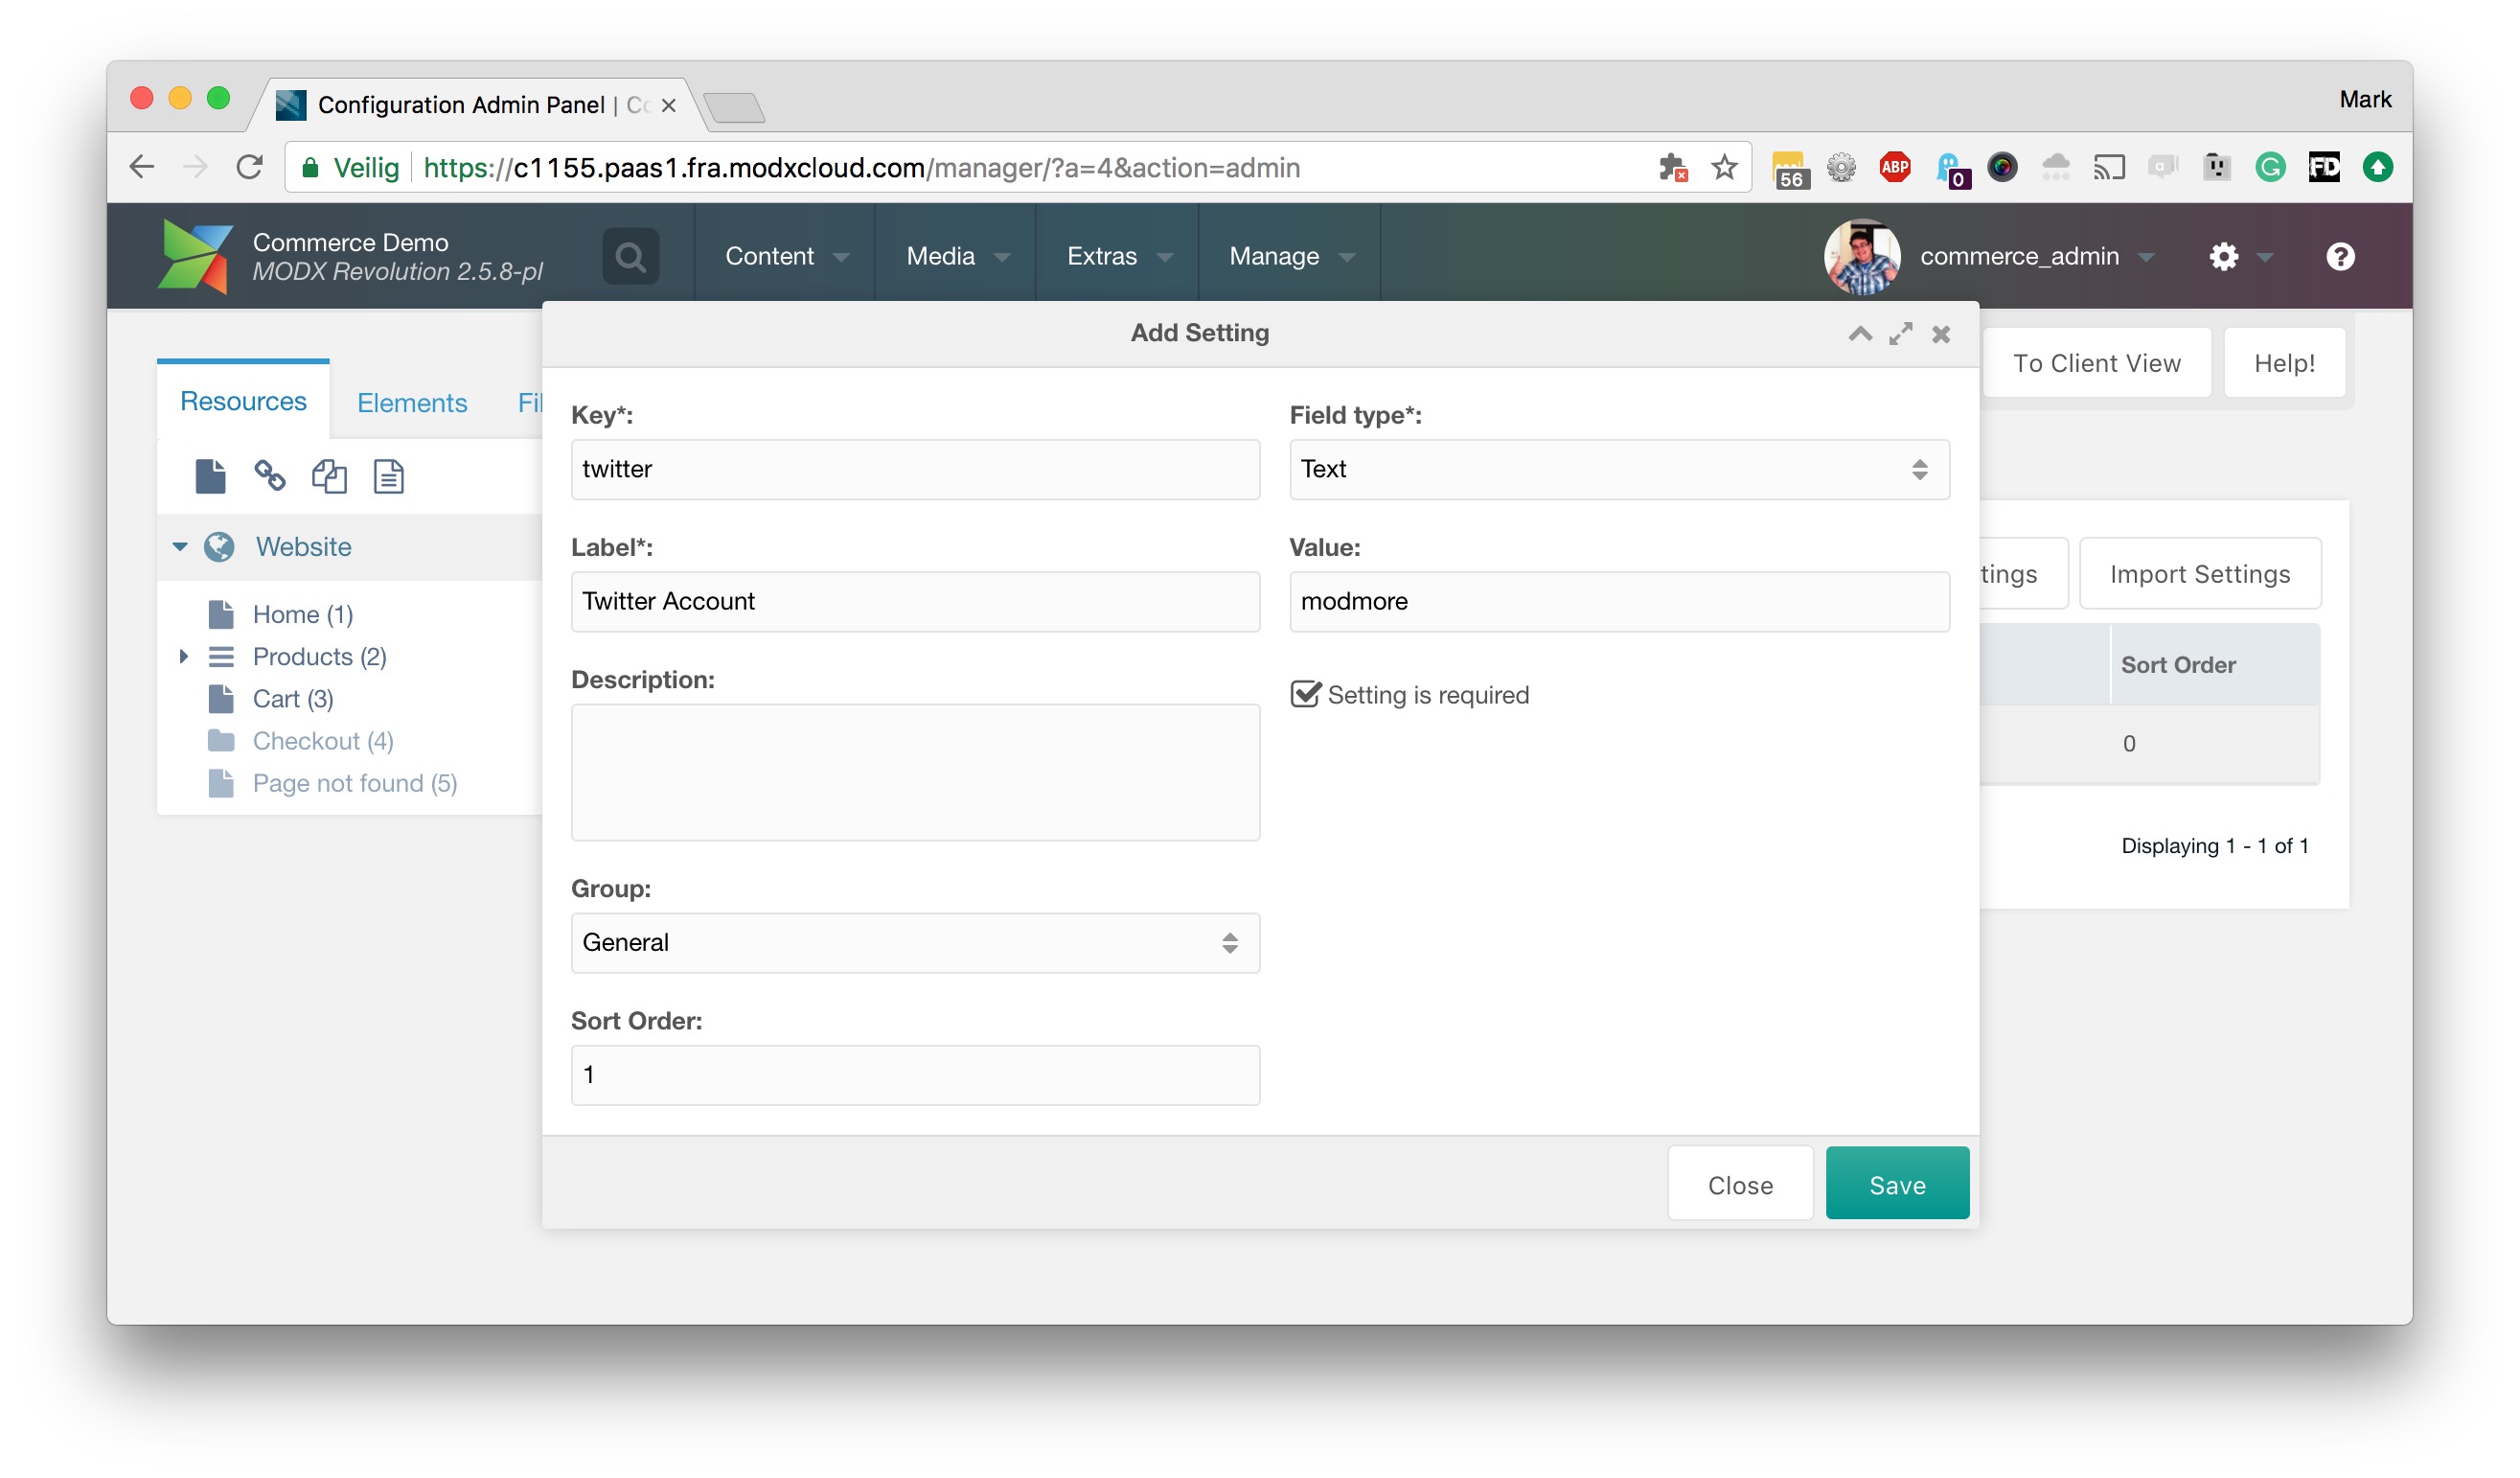 Configuration Admin Panel | Co
Mark
Veilig https://c1155.paas1.fra.modxcloud.com/manager/?a=4&action=admin
56
ABP
0
FD
Commerce Demo
MODX Revolution 2.5.8-pl
Content
Media
Extras
Manage
commerce_admin
Add Setting
To Client View
Help!
Resources
Elements
Fil
Website
Home (1)
Products (2)
Cart (3)
Checkout (4)
Page not found (5)
Key*:
twitter
Label*:
Twitter Account
Description:
Group:
General
Sort Order:
1
Field type*:
Text
Value:
modmore
Setting is required
Close
Save
tings
Import Settings
Sort Order
0
Displaying 1 - 1 of 1